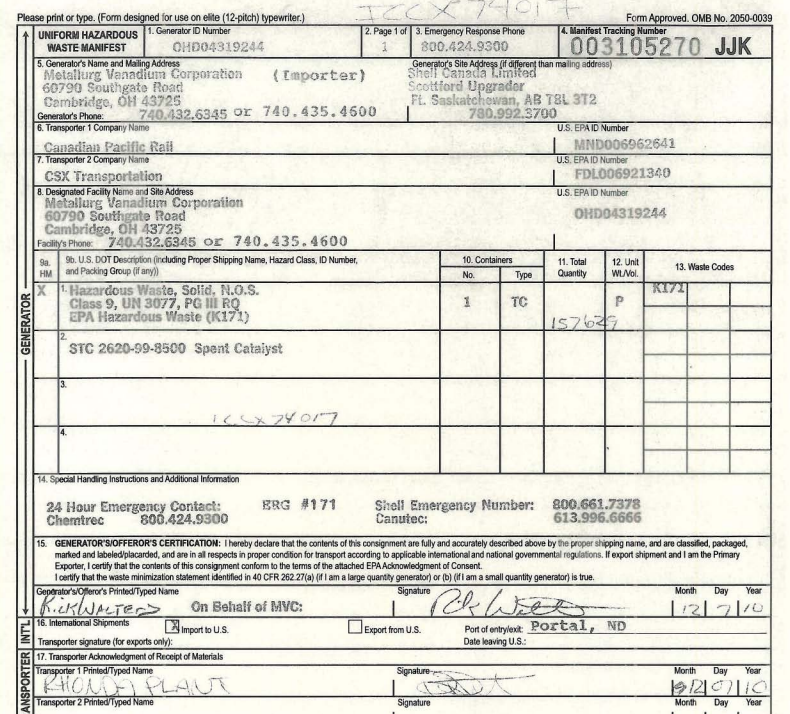 Please print or type. (Form designed for use on elite (12-pitch) typewriter.)
ICCX 74017
Form Approved. OMB No. 2050-0039
UNIFORM HAZARDOUS WASTE MANIFEST
1. Generator ID Number
OHD04319244
2. Page 1 of
1
3. Emergency Response Phone
800.424.9300
4. Manifest Tracking Number
003105270 JJK
5. Generator's Name and Mailing Address
Metallurg Vanadium Corporation (Importer)
60790 Southgate Road
Cambridge, OH 43725
Generator's Phone: 740.432.6345 or 740.435.4600
Generator's Site Address (if different than mailing address)
Shell Canada Limited
Scottford Upgrader
Ft. Saskatchewan, AB T8L 3T2
780.992.3700
6. Transporter 1 Company Name
Canadian Pacific Rail
U.S. EPA ID Number
MND006962641
7. Transporter 2 Company Name
CSX Transportation
U.S. EPA ID Number
FDL006921340
8. Designated Facility Name and Site Address
Metallurg Vanadium Corporation
60790 Southgate Road
Cambridge, OH 43725
Facility's Phone: 740.432.6345 or 740.435.4600
U.S. EPA ID Number
OHD04319244
GENERATOR
9a. HM
9b. U.S. DOT Description (including Proper Shipping Name, Hazard Class, ID Number, and Packing Group (if any))
10. Containers
No.
Type
11. Total Quantity
12. Unit Wt./Vol.
13. Waste Codes
X
1. Hazardous Waste, Solid, N.O.S.
Class 9, UN 3077, PG III RQ
EPA Hazardous Waste (K171)
1
TC
157629
P
K171
2.
STC 2620-99-8500 Spent Catalyst
3.
ICCX 74017
4.
14. Special Handling Instructions and Additional Information
24 Hour Emergency Contact: ERG #171 Shell Emergency Number: 800.661.7378
Chemtrec 800.424.9300 Canutec: 613.996.6666
15. GENERATOR'S/OFFEROR'S CERTIFICATION: I hereby declare that the contents of this consignment are fully and accurately described above by the proper shipping name, and are classified, packaged,
marked and labeled/placarded, and are in all respects in proper condition for transport according to applicable international and national governmental regulations. If export shipment and I am the Primary
Exporter, I certify that the contents of this consignment conform to the terms of the attached EPA Acknowledgment of Consent.
I certify that the waste minimization statement identified in 40 CFR 262.27(a) (if I am a large quantity generator) or (b) (if I am a small quantity generator) is true.
Generator's/Offeror's Printed/Typed Name
Signature
Month Day Year
Rick Walters On Behalf of MVC:
12 7 10
INT'L
16. International Shipments
X Import to U.S.
Export from U.S.
Port of entry/exit: Portal, ND
Transporter signature (for exports only):
Date leaving U.S.:
17. Transporter Acknowledgment of Receipt of Materials
Transporter 1 Printed/Typed Name
Signature
Month Day Year
RHONDA PLANT
12 07 10
Transporter 2 Printed/Typed Name
Signature
Month Day Year